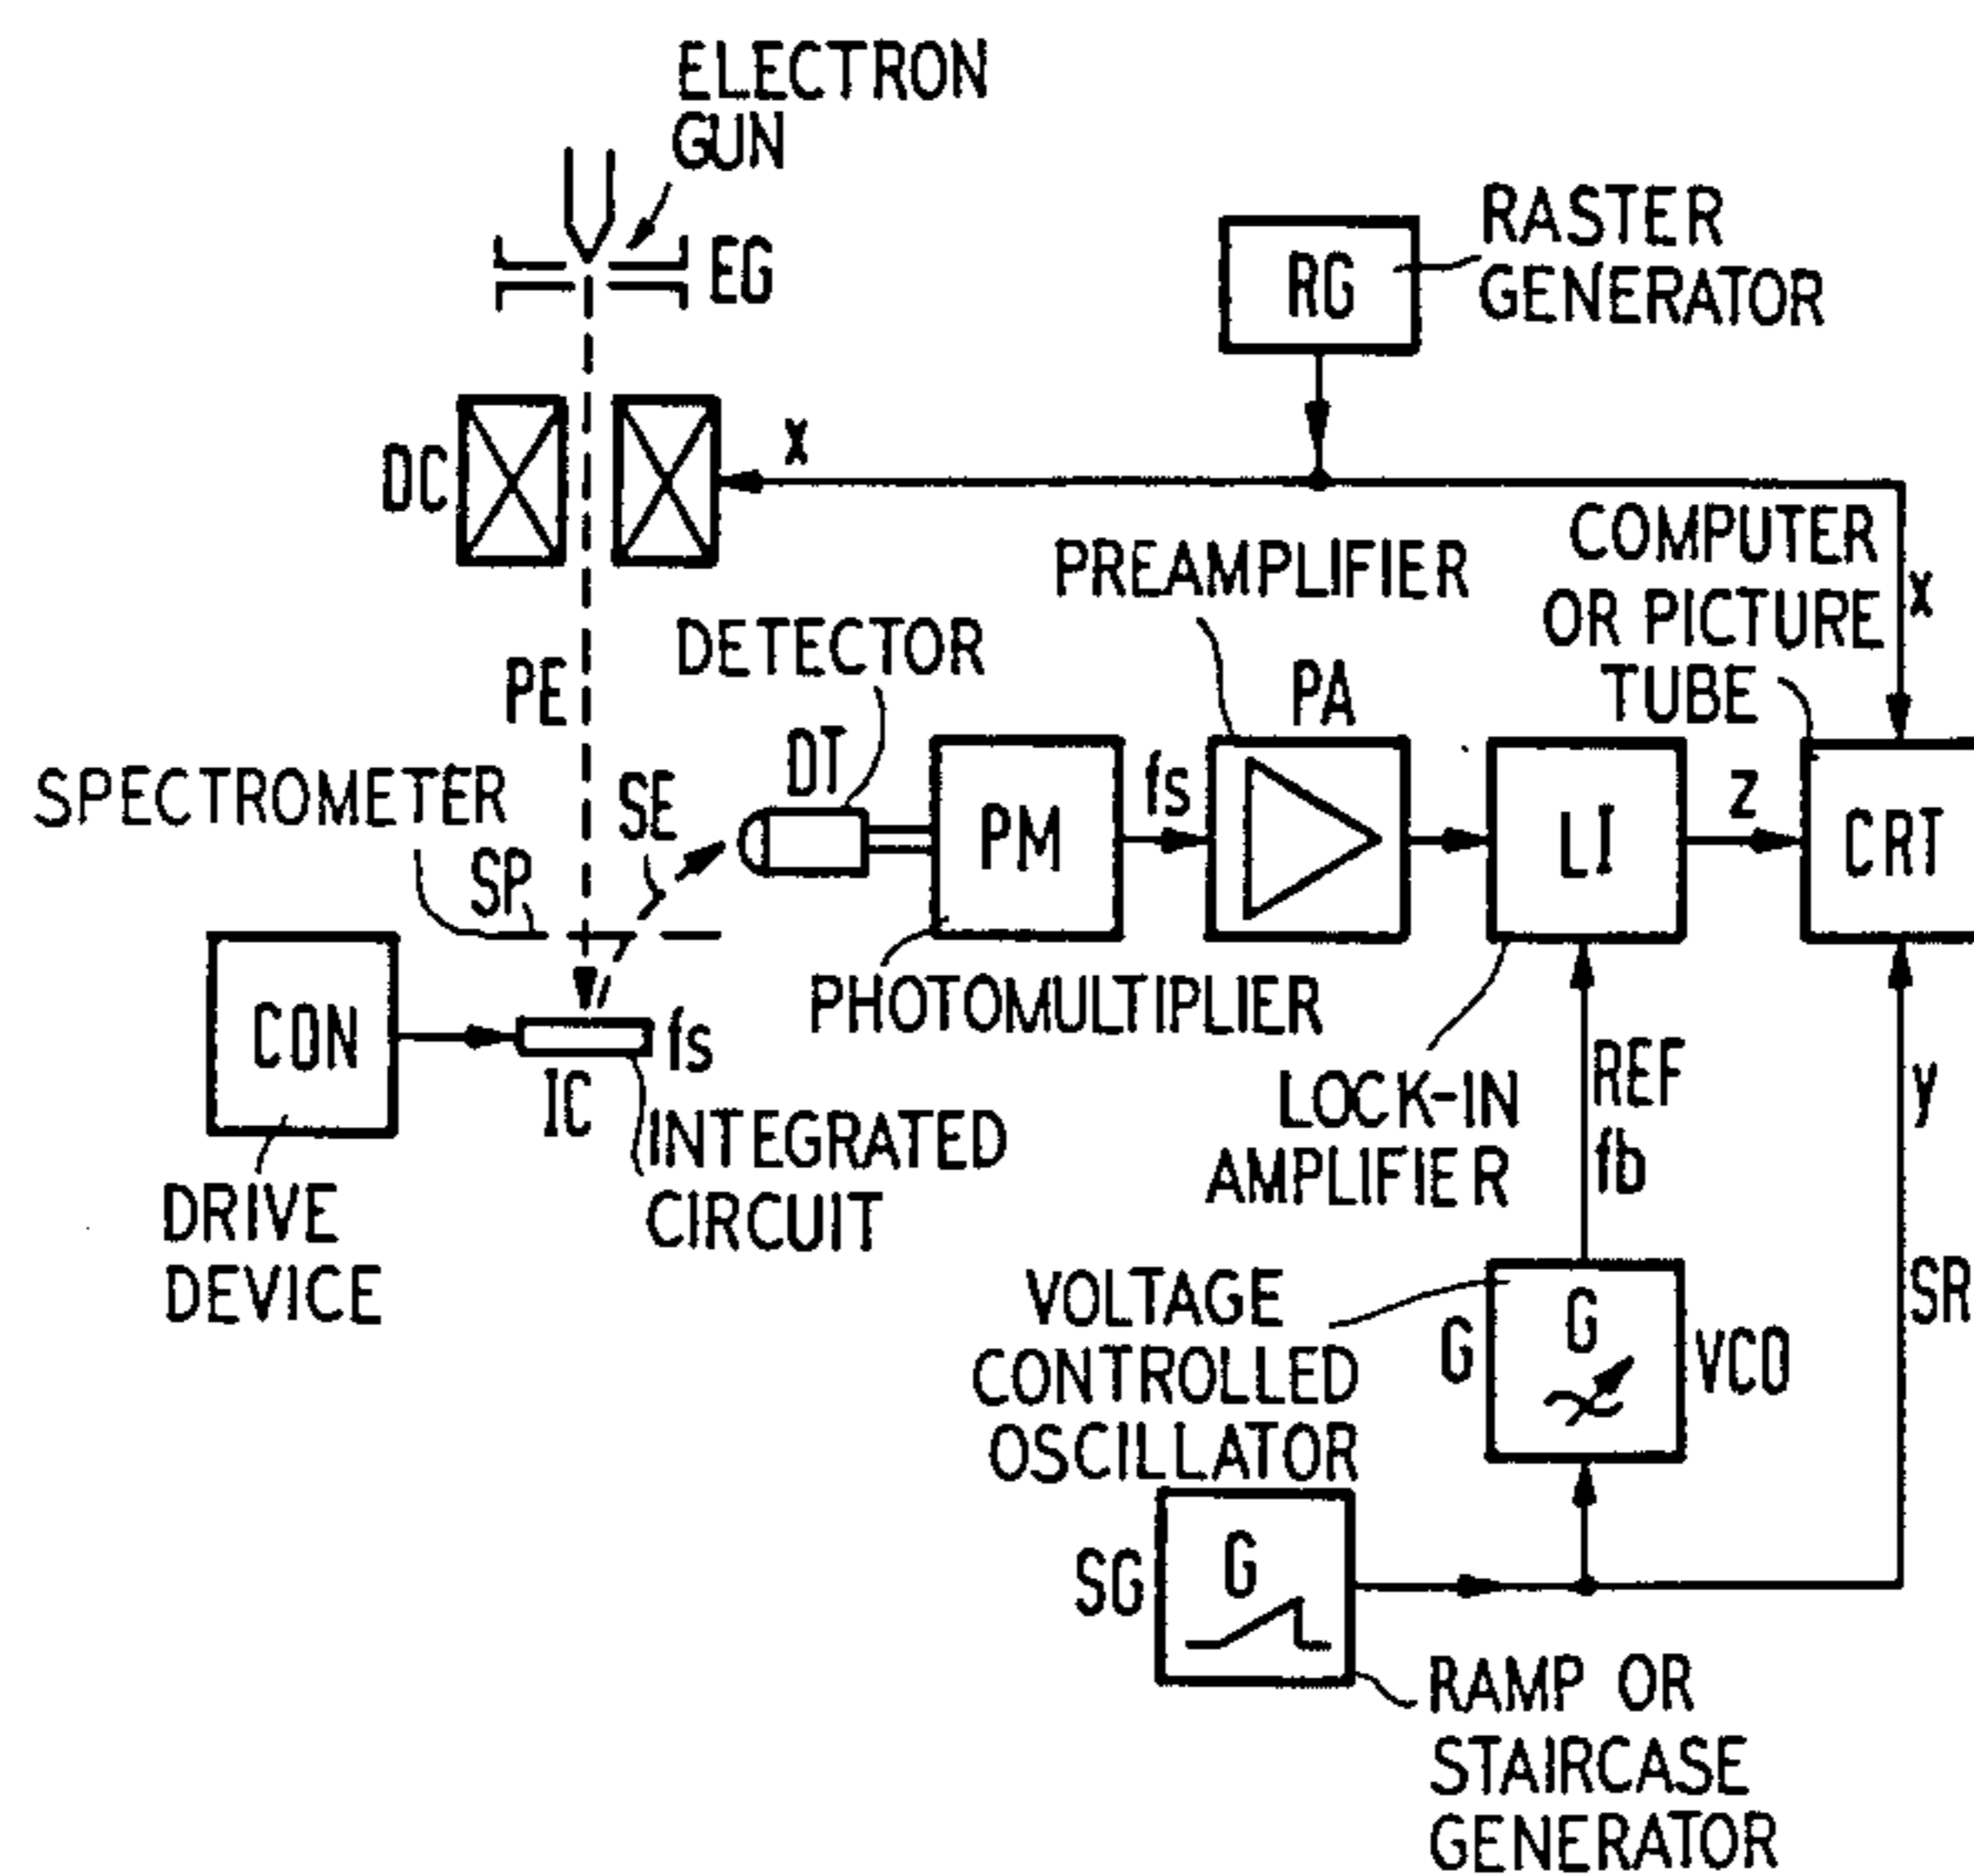 ELECTRON
GUN
EG
RASTER
GENERATOR
RG
DC
x
x
COMPUTER
OR PICTURE
TUBE
PREAMPLIFIER
PA
DETECTOR
DT
PE
SE
SPECTROMETER
SP
PM
fs
LI
z
CRT
PHOTOMULTIPLIER
CON
fs
IC
INTEGRATED
CIRCUIT
DRIVE
DEVICE
LOCK-IN
AMPLIFIER
REF
fb
y
SR
VOLTAGE
CONTROLLED
OSCILLATOR
G
G
VCO
SG
G
RAMP OR
STAIRCASE
GENERATOR